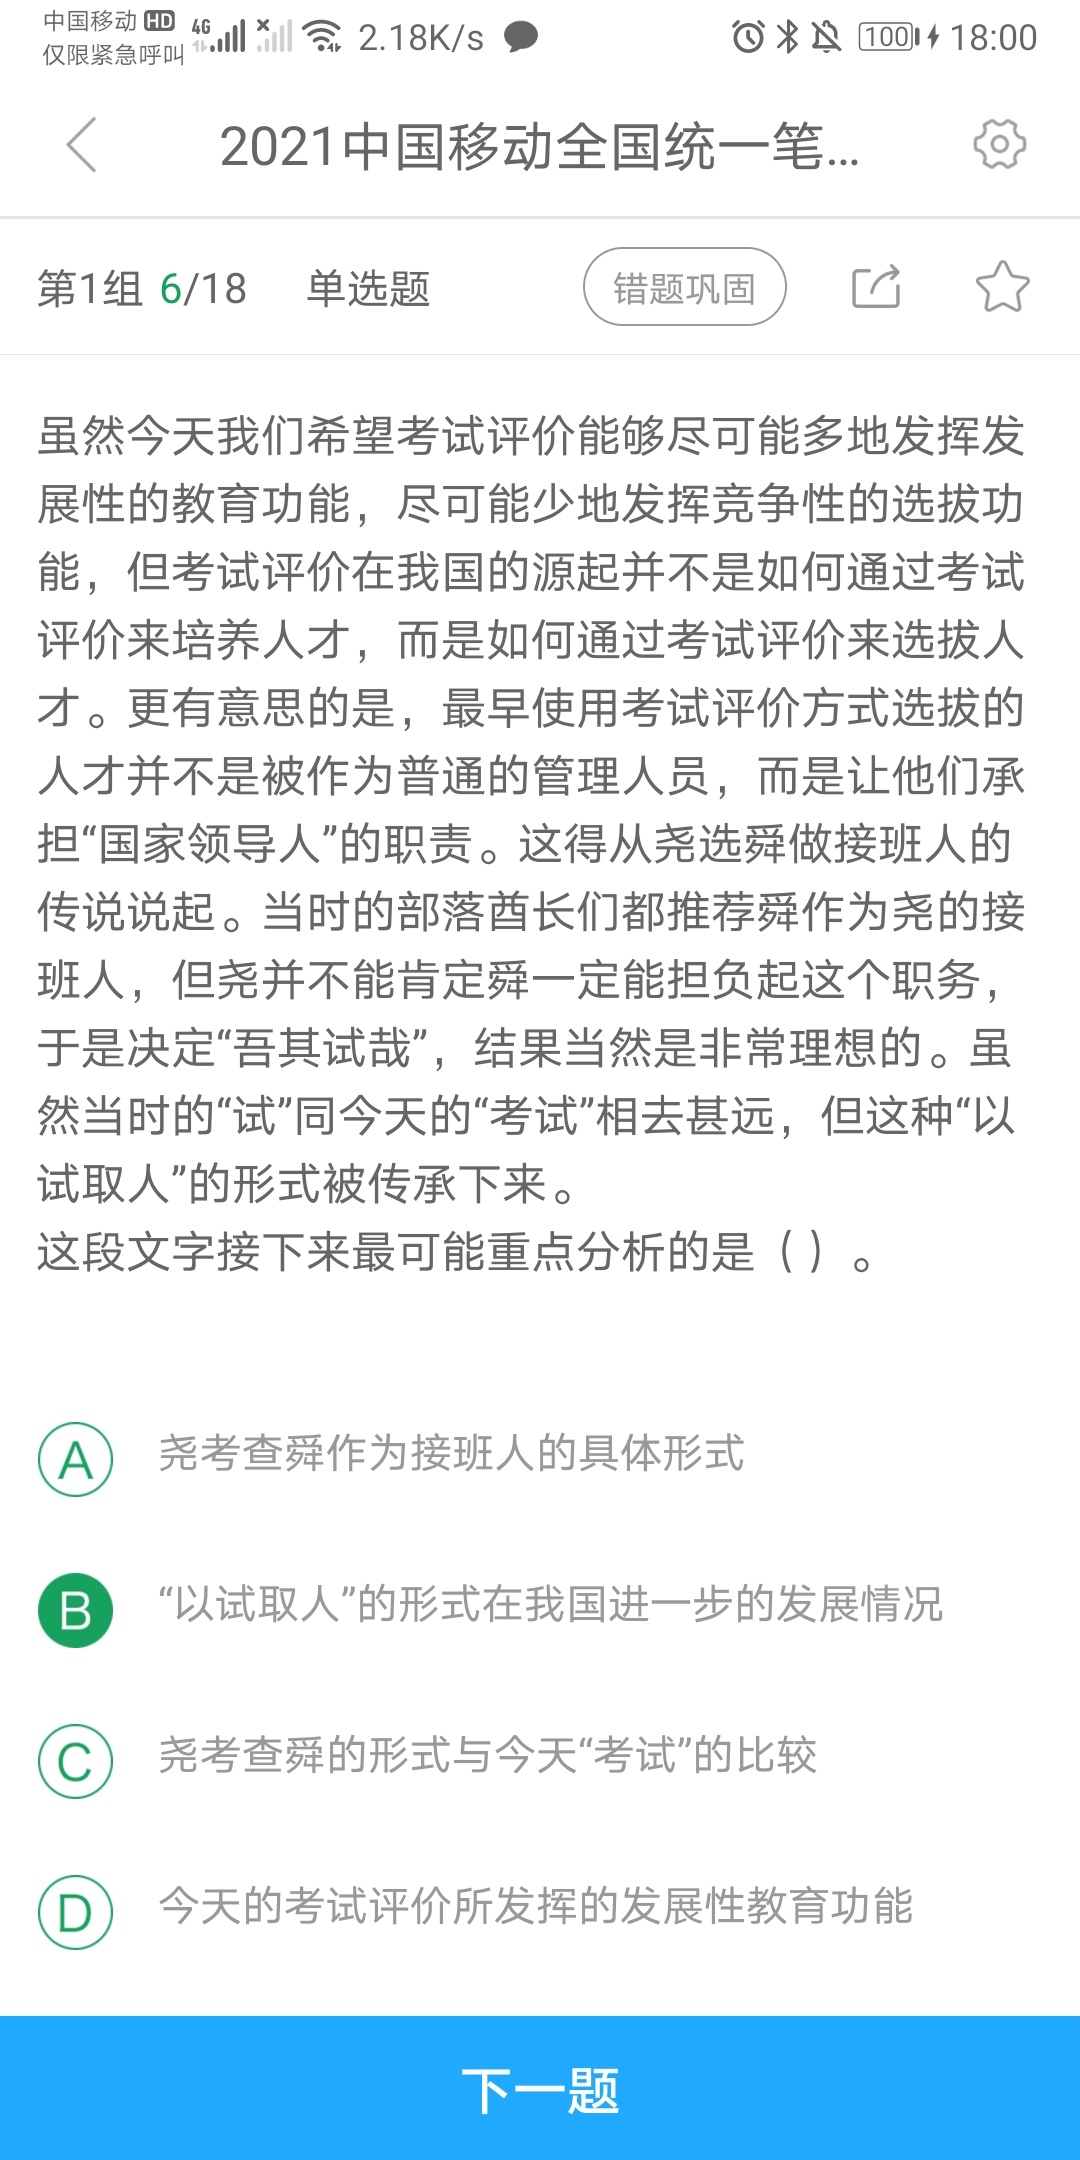 中国移动 HD 4G 2.18K/s 100 18:00
仅限紧急呼叫
2021中国移动全国统一笔...
第1组 6/18 单选题 错题巩固
虽然今天我们希望考试评价能够尽可能多地发挥发
展性的教育功能，尽可能少地发挥竞争性的选拔功
能，但考试评价在我国的源起并不是如何通过考试
评价来培养人才，而是如何通过考试评价来选拔人
才。更有意思的是，最早使用考试评价方式选拔的
人才并不是被作为普通的管理人员，而是让他们承
担“国家领导人”的职责。这得从尧选舜做接班人的
传说说起。当时的部落酋长们都推荐舜作为尧的接
班人，但尧并不能肯定舜一定能担负起这个职务，
于是决定“吾其试哉”，结果当然是非常理想的。虽
然当时的“试”同今天的“考试”相去甚远，但这种“以
试取人”的形式被传承下来。
这段文字接下来最可能重点分析的是（）。
A 尧考查舜作为接班人的具体形式
B “以试取人”的形式在我国进一步的发展情况
C 尧考查舜的形式与今天“考试”的比较
D 今天的考试评价所发挥的发展性教育功能
下一题